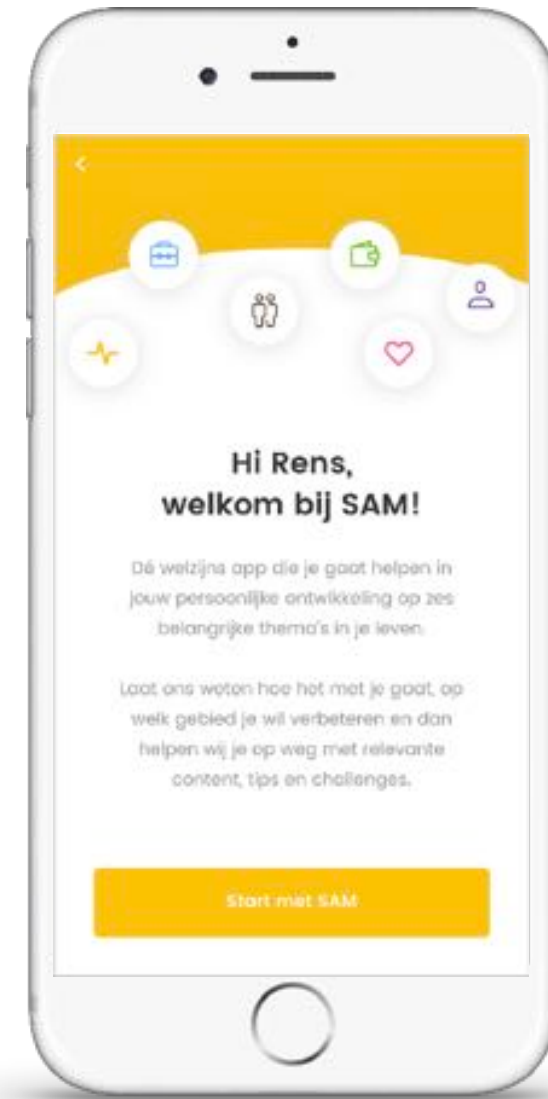 Hi Rens,
welkom bij SAM!
Dé welzijns app die je gaat helpen in
jouw persoonlijke ontwikkeling op zes
belangrijke thema's in je leven.
Laat ons weten hoe het met je gaat, op
welk gebied je wil verbeteren en dan
helpen wij je op weg met relevante
content, tips en challenges.
Start met SAM